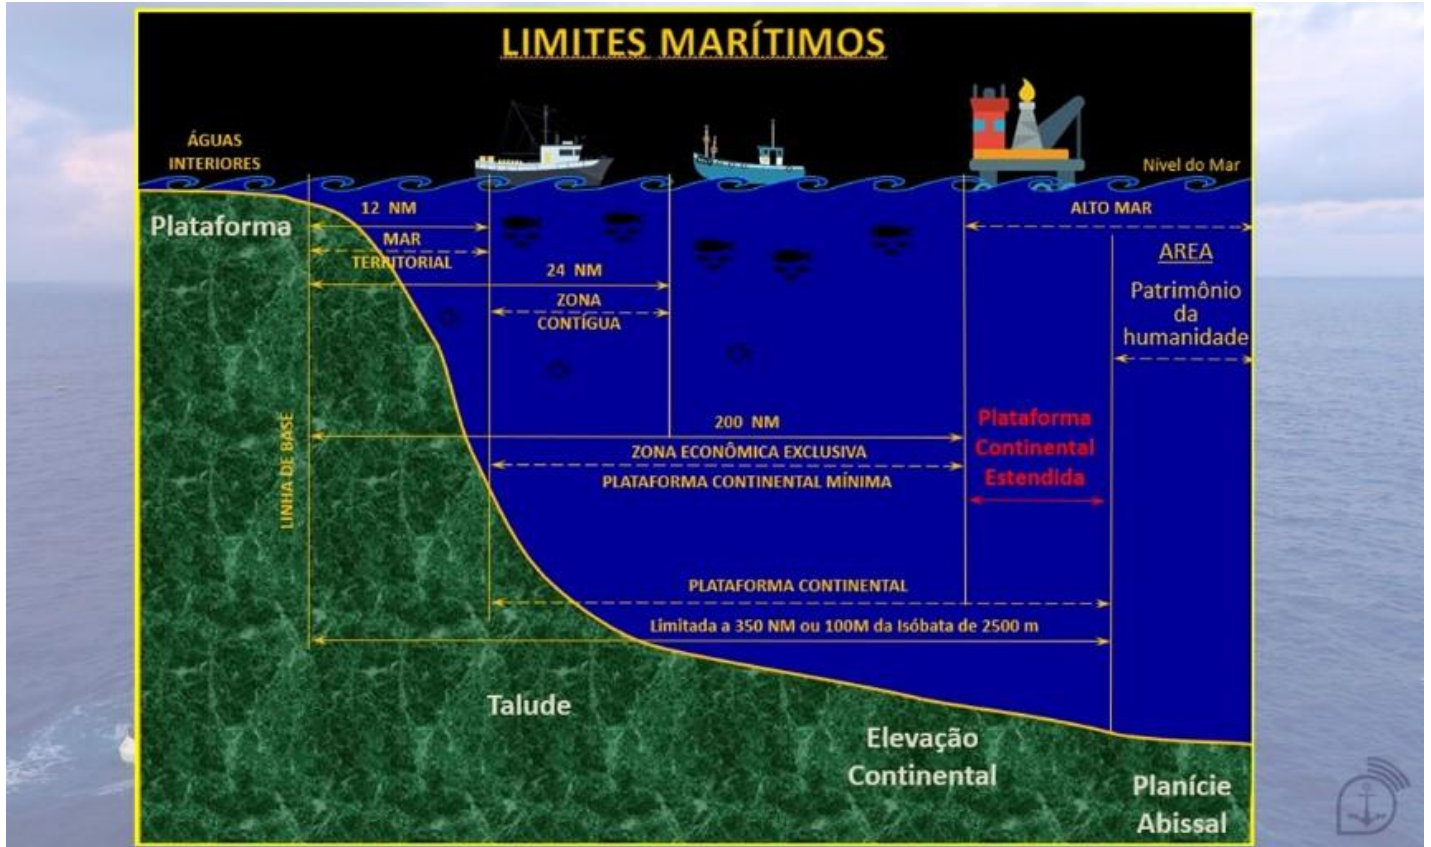 LIMITES MARÍTIMOS
ÁGUAS
INTERIORES
Nível do Mar
Plataforma
12 NM
MAR
TERRITORIAL
24 NM
ZONA
CONTÍGUA
ALTO MAR
AREA
Patrimônio
da
humanidade
LINHA DE BASE
200 NM
ZONA ECONÔMICA EXCLUSIVA
PLATAFORMA CONTINENTAL MÍNIMA
Plataforma
Continental
Estendida
PLATAFORMA CONTINENTAL
Limitada a 350 NM ou 100M da Isóbata de 2500 m
Talude
Elevação
Continental
Planície
Abissal